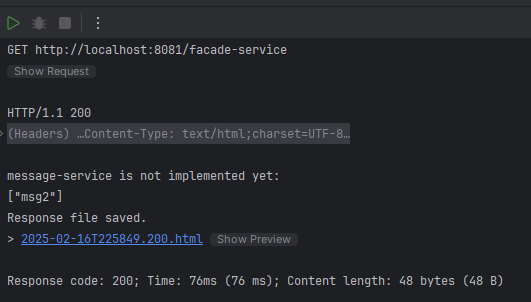 GET http://localhost:8081/facade-service
Show Request
HTTP/1.1 200
(Headers) …Content-Type: text/html;charset=UTF-8…
message-service is not implemented yet:
["msg2"]
Response file saved.
> 2025-02-16T225849.200.html Show Preview
Response code: 200; Time: 76ms (76 ms); Content length: 48 bytes (48 B)